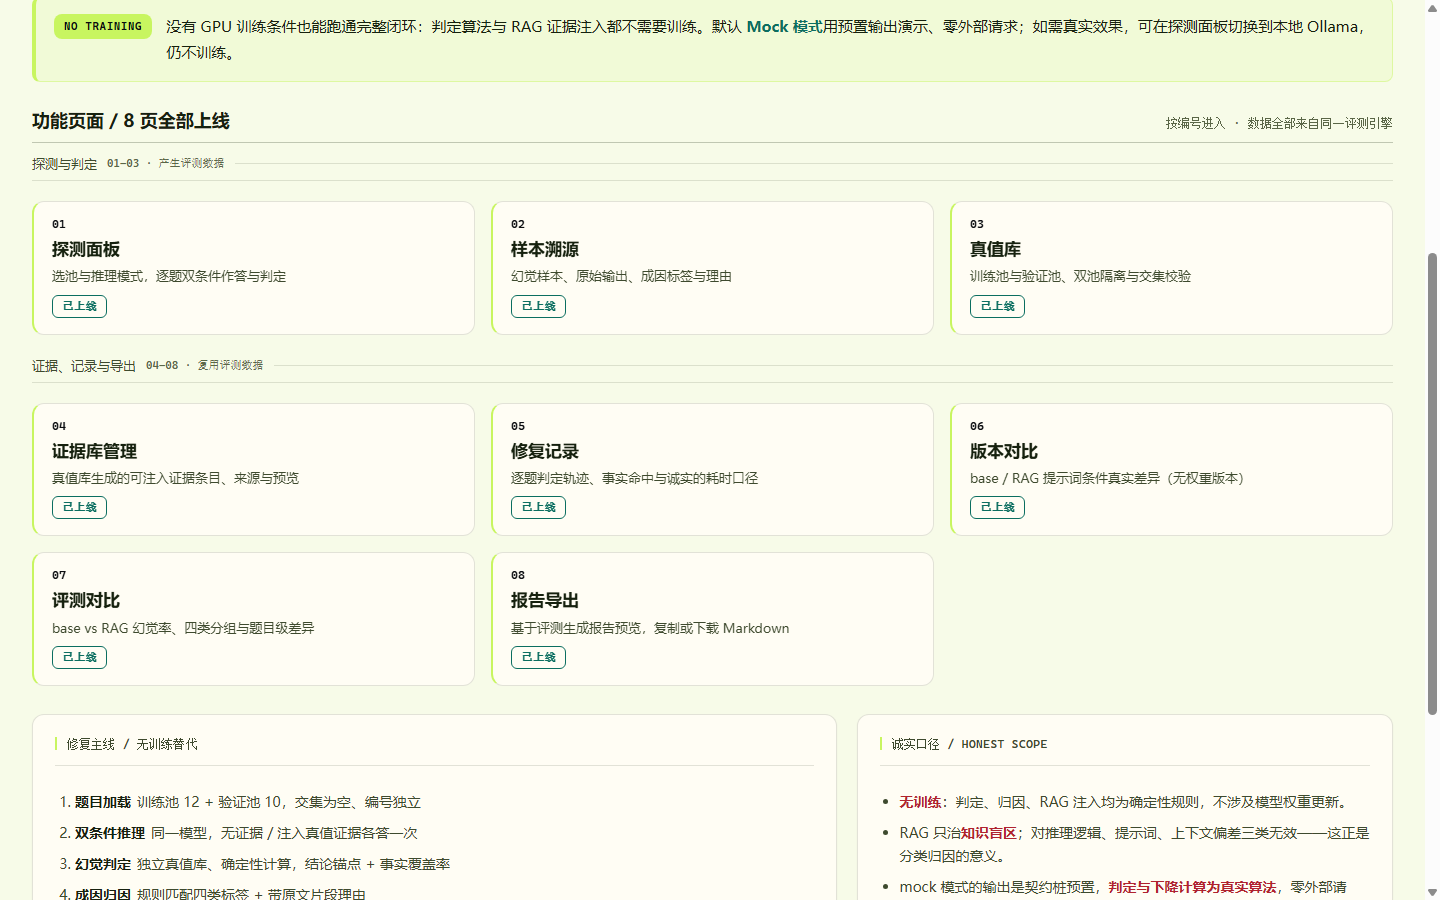 NO TRAINING 没有 GPU 训练条件也能跑通完整闭环：判定算法与 RAG 证据注入都不需要训练。默认 Mock 模式用预置输出演示、零外部请求；如需真实效果，可在探测面板切换到本地 Ollama，
仍不训练。
功能页面 / 8 页全部上线
按编号进入 · 数据全部来自同一评测引擎
探测与判定 01—03 · 产生评测数据
01
探测面板
选池与推理模式，逐题双条件作答与判定
已上线
02
样本溯源
幻觉样本、原始输出、成因标签与理由
已上线
03
真值库
训练池与验证池、双池隔离与交集校验
已上线
证据、记录与导出 04—08 · 复用评测数据
04
证据库管理
真值库生成的可注入证据条目、来源与预览
已上线
05
修复记录
逐题判定轨迹、事实命中与诚实的耗时口径
已上线
06
版本对比
base / RAG 提示词条件真实差异（无权重版本）
已上线
07
评测对比
base vs RAG 幻觉率、四类分组与题目级差异
已上线
08
报告导出
基于评测生成报告预览，复制或下载 Markdown
已上线
修复主线 / 无训练替代
1. 题目加载 训练池 12 + 验证池 10，交集为空、编号独立
2. 双条件推理 同一模型，无证据 / 注入真值证据各答一次
3. 幻觉判定 独立真值库、确定性计算，结论锚点 + 事实覆盖率
4. 成因归因 规则匹配四类标签 + 带原文片段理由
诚实口径 / HONEST SCOPE
• 无训练：判定、归因、RAG 注入均为确定性规则，不涉及模型权重更新。
• RAG 只治知识盲区；对推理逻辑、提示词、上下文偏差三类无效——这正是
分类归因的意义。
• mock 模式的输出是契约桩预置，判定与下降计算为真实算法，零外部请